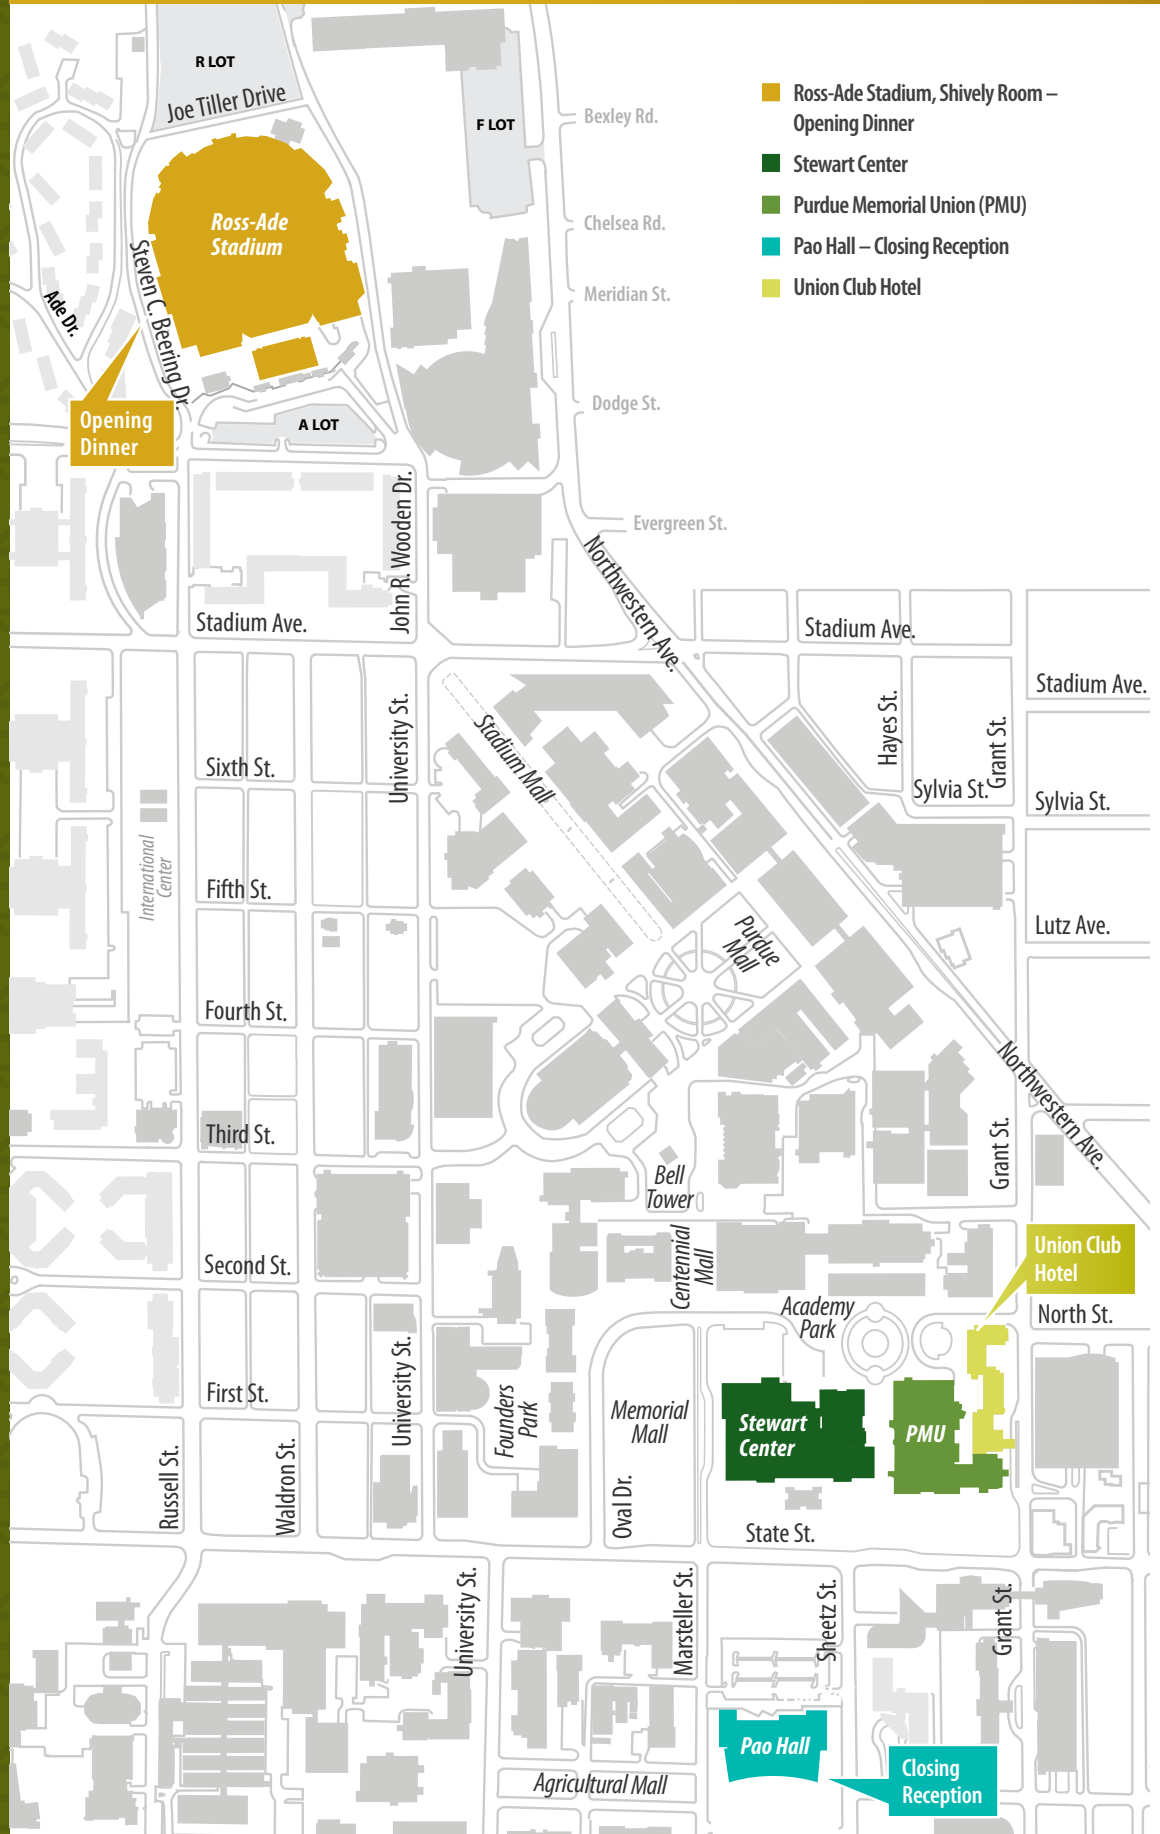 R LOT
Joe Tiller Drive
F LOT
Bexley Rd.
Ross-Ade Stadium, Shively Room –
Opening Dinner
Stewart Center
Purdue Memorial Union (PMU)
Pao Hall – Closing Reception
Union Club Hotel
Ross-Ade
Stadium
Chelsea Rd.
Steven C. Beering Dr.
Ade Dr.
Meridian St.
Opening
Dinner
A LOT
Dodge St.
John R. Wooden Dr.
Evergreen St.
Northwestern Ave.
Stadium Ave.
Stadium Ave.
Stadium Ave.
University St.
Stadium Mall
Hayes St.
Grant St.
Sixth St.
Sylvia St.
Sylvia St.
International
Center
Fifth St.
Purdue
Mall
Lutz Ave.
Fourth St.
Northwestern Ave.
Third St.
Grant St.
Bell
Tower
Centennial
Mall
Second St.
Union Club
Hotel
Academy
Park
North St.
University St.
First St.
Founders
Park
Memorial
Mall
Stewart
Center
PMU
Russell St.
Waldron St.
Oval Dr.
State St.
University St.
Marsteller St.
Sheetz St.
Grant St.
Pao Hall
Closing
Reception
Agricultural Mall